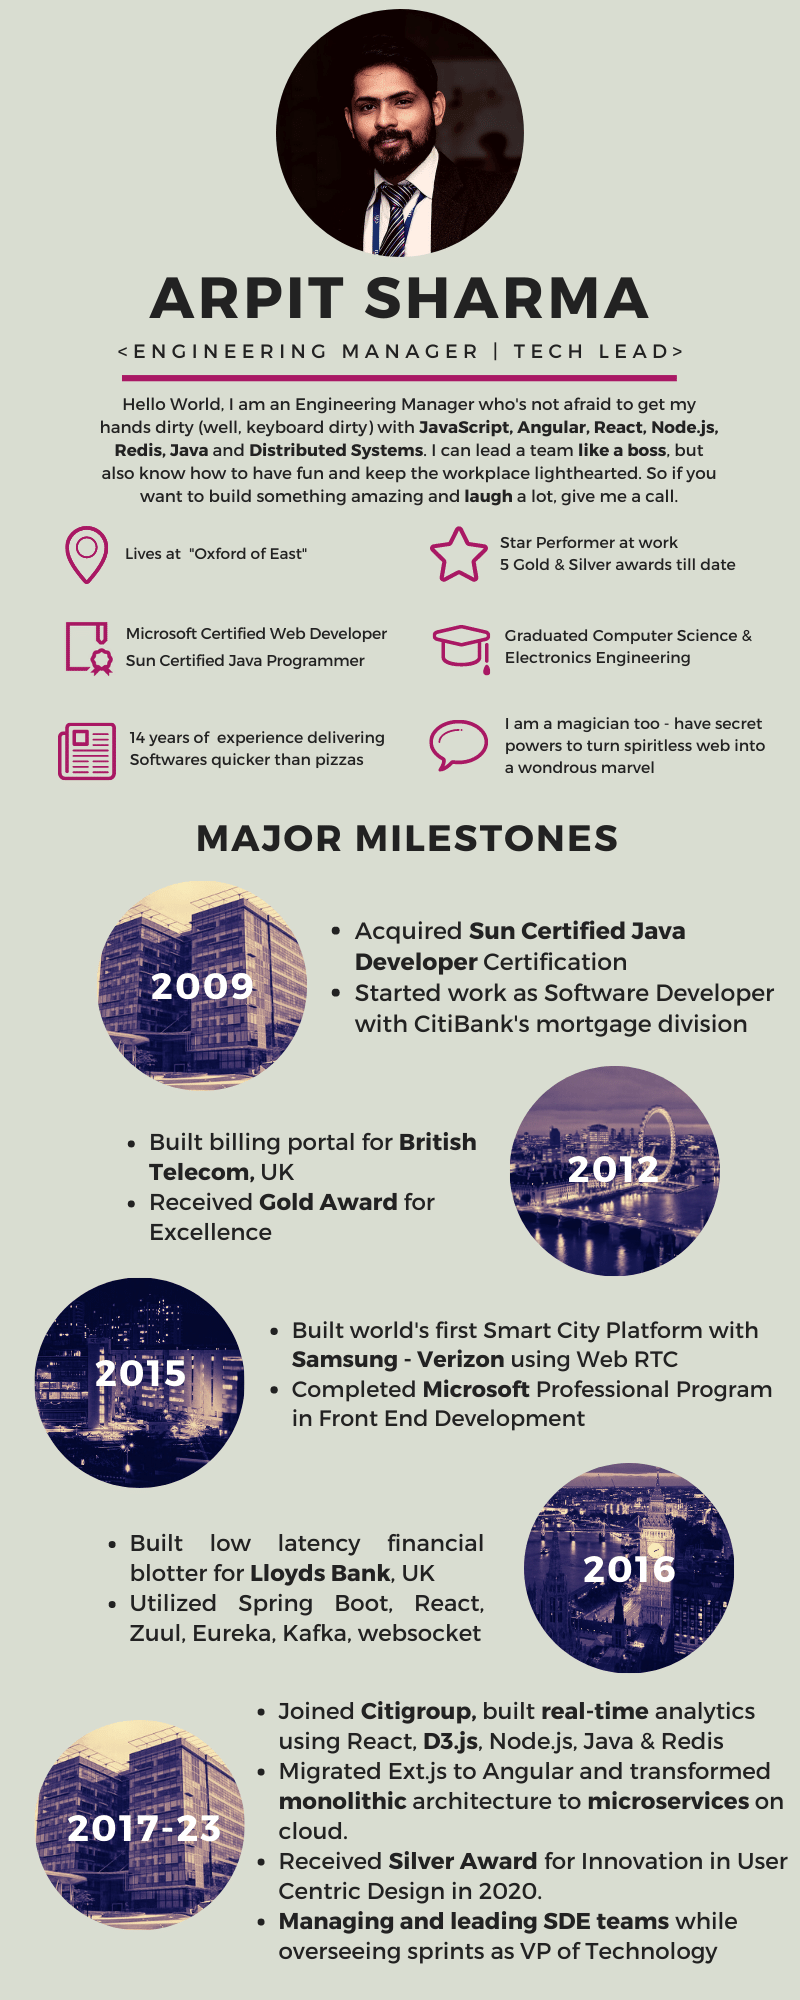 ARPIT SHARMA
<ENGINEERING MANAGER | TECH LEAD>
Hello World, I am an Engineering Manager who's not afraid to get my
hands dirty (well, keyboard dirty) with JavaScript, Angular, React, Node.js,
Redis, Java and Distributed Systems. I can lead a team like a boss, but
also know how to have fun and keep the workplace lighthearted. So if you
want to build something amazing and laugh a lot, give me a call.
Lives at "Oxford of East"
Star Performer at work
5 Gold & Silver awards till date
Microsoft Certified Web Developer
Sun Certified Java Programmer
Graduated Computer Science &
Electronics Engineering
14 years of experience delivering
Softwares quicker than pizzas
I am a magician too - have secret
powers to turn spiritless web into
a wondrous marvel
MAJOR MILESTONES
2009
• Acquired Sun Certified Java
Developer Certification
• Started work as Software Developer
with CitiBank's mortgage division
• Built billing portal for British
Telecom, UK
• Received Gold Award for
Excellence
2012
2015
• Built world's first Smart City Platform with
Samsung - Verizon using Web RTC
• Completed Microsoft Professional Program
in Front End Development
• Built low latency financial
blotter for Lloyds Bank, UK
• Utilized Spring Boot, React,
Zuul, Eureka, Kafka, websocket
2016
2017-23
• Joined Citigroup, built real-time analytics
using React, D3.js, Node.js, Java & Redis
• Migrated Ext.js to Angular and transformed
monolithic architecture to microservices on
cloud.
• Received Silver Award for Innovation in User
Centric Design in 2020.
• Managing and leading SDE teams while
overseeing sprints as VP of Technology